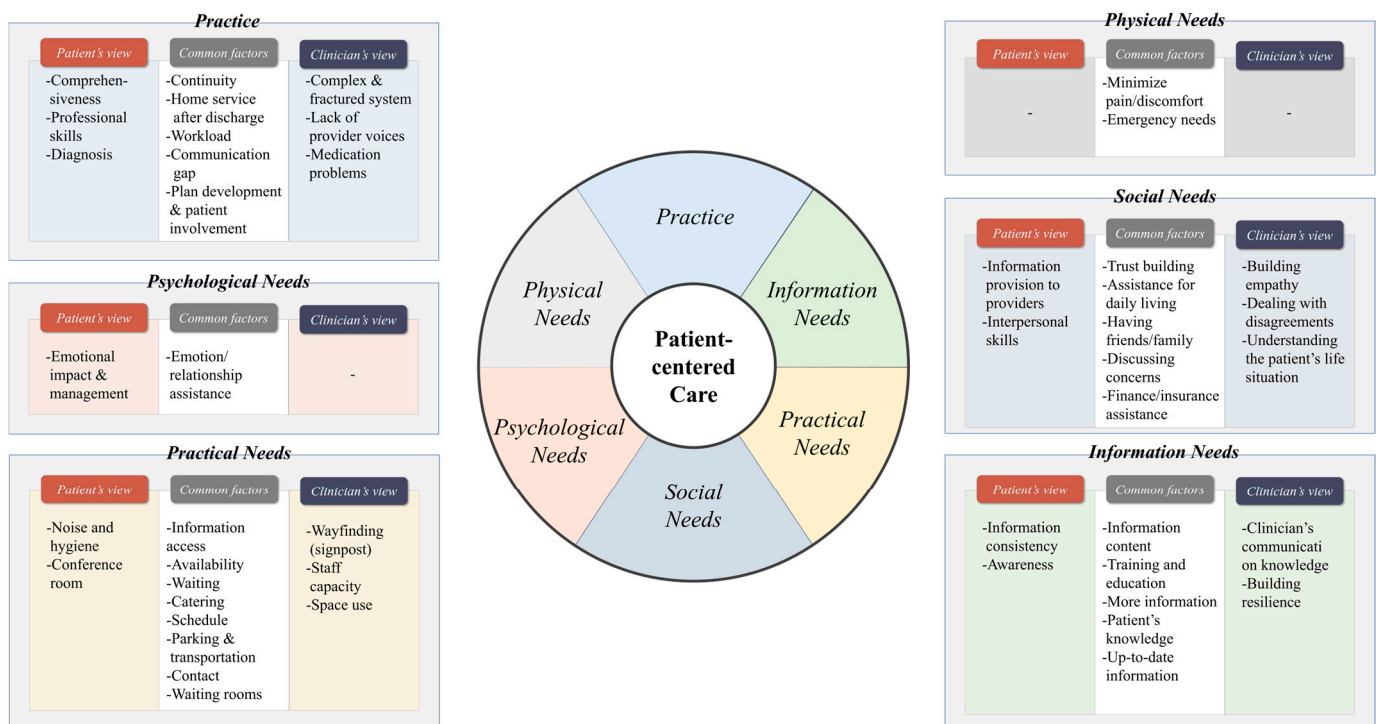 Practice
Patient's view
-Comprehen-
siveness
-Professional
skills
-Diagnosis
Common factors
-Continuity
-Home service
after discharge
-Workload
-Communication
gap
-Plan development
& patient
involvement
Clinician's view
-Complex &
fractured system
-Lack of
provider voices
-Medication
problems
Psychological Needs
Patient's view
-Emotional
impact &
management
Common factors
-Emotion/
relationship
assistance
Clinician's view
-
Practical Needs
Patient's view
-Noise and
hygiene
-Conference
room
Common factors
-Information
access
-Availability
-Waiting
-Catering
-Schedule
-Parking &
transportation
-Contact
-Waiting rooms
Clinician's view
-Wayfinding
(signpost)
-Staff
capacity
-Space use
Practice
Information
Needs
Practical
Needs
Social
Needs
Psychological
Needs
Physical
Needs
Patient-
centered
Care
Physical Needs
Patient's view
-
Common factors
-Minimize
pain/discomfort
-Emergency needs
Clinician's view
-
Social Needs
Patient's view
-Information
provision to
providers
-Interpersonal
skills
Common factors
-Trust building
-Assistance for
daily living
-Having
friends/family
-Discussing
concerns
-Finance/insurance
assistance
Clinician's view
-Building
empathy
-Dealing with
disagreements
-Understanding
the patient's life
situation
Information Needs
Patient's view
-Information
consistency
-Awareness
Common factors
-Information
content
-Training and
education
-More information
-Patient's
knowledge
-Up-to-date
information
Clinician's view
-Clinician's
communicati
on knowledge
-Building
resilience